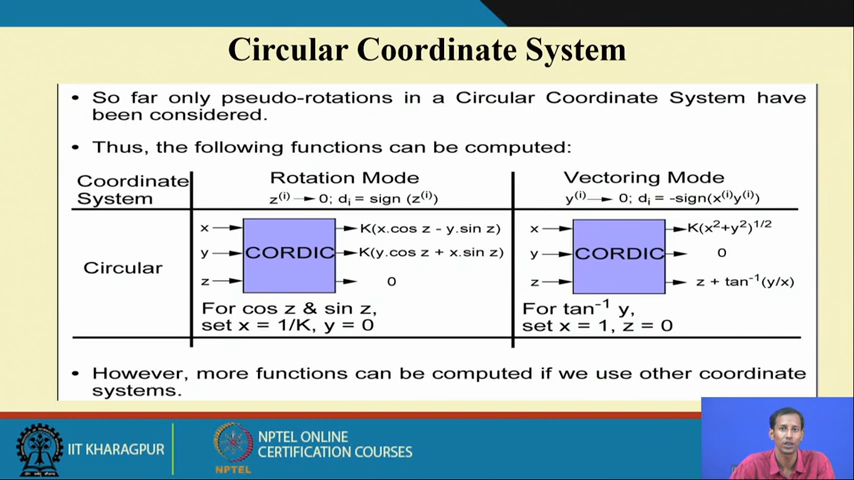 Circular Coordinate System
• So far only pseudo-rotations in a Circular Coordinate System have
been considered.
• Thus, the following functions can be computed:
Coordinate
System
Rotation Mode
z⁽ⁱ⁾ → 0; dᵢ = sign (z⁽ⁱ⁾)
Vectoring Mode
y⁽ⁱ⁾ → 0; dᵢ = -sign(x⁽ⁱ⁾y⁽ⁱ⁾)
Circular
x
y
z
CORDIC
K(x.cos z - y.sin z)
K(y.cos z + x.sin z)
0
For cos z & sin z,
set x = 1/K, y = 0
x
y
z
CORDIC
K(x²+y²)¹/²
0
z + tan⁻¹(y/x)
For tan⁻¹ y,
set x = 1, z = 0
• However, more functions can be computed if we use other coordinate
systems.
IIT KHARAGPUR
NPTEL
NPTEL ONLINE
CERTIFICATION COURSES